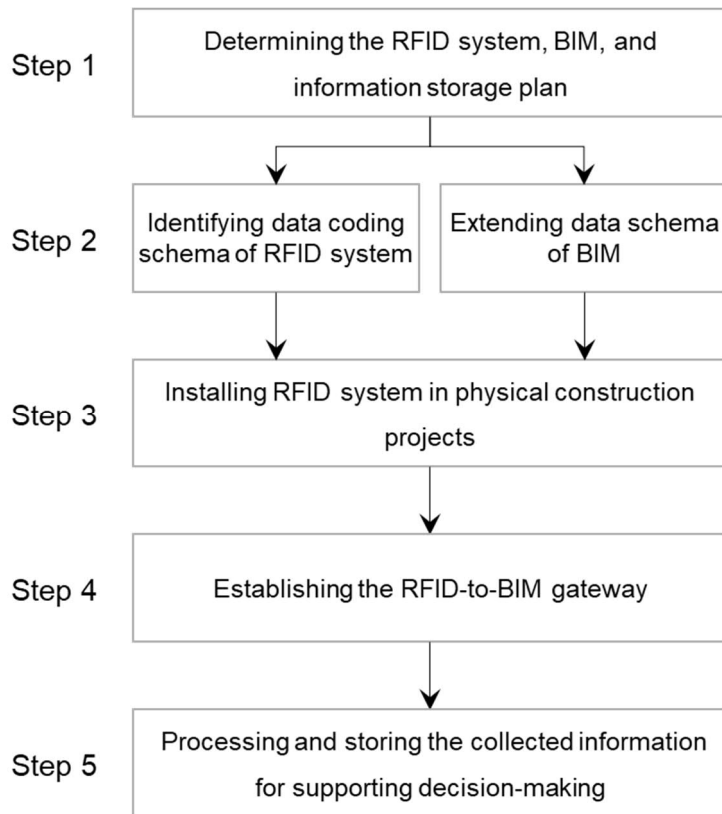 Step 1
Determining the RFID system, BIM, and
information storage plan
Step 2
Identifying data coding
schema of RFID system
Extending data schema
of BIM
Step 3
Installing RFID system in physical construction
projects
Step 4
Establishing the RFID-to-BIM gateway
Step 5
Processing and storing the collected information
for supporting decision-making